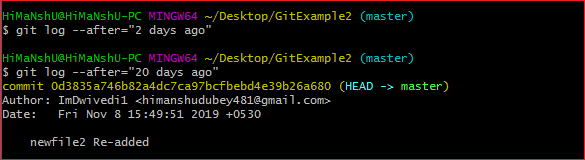 HiMaNshU@HiMaNshU-PC MINGW64 ~/Desktop/GitExample2 (master)
$ git log --after="2 days ago"
HiMaNshU@HiMaNshU-PC MINGW64 ~/Desktop/GitExample2 (master)
$ git log --after="20 days ago"
commit 0d3835a746b82a4dc7ca97bcfbebd4e39b26a680 (HEAD -> master)
Author: ImDwivedi1 <himanshudubey481@gmail.com>
Date:   Fri Nov 8 15:49:51 2019 +0530
    newfile2 Re-added